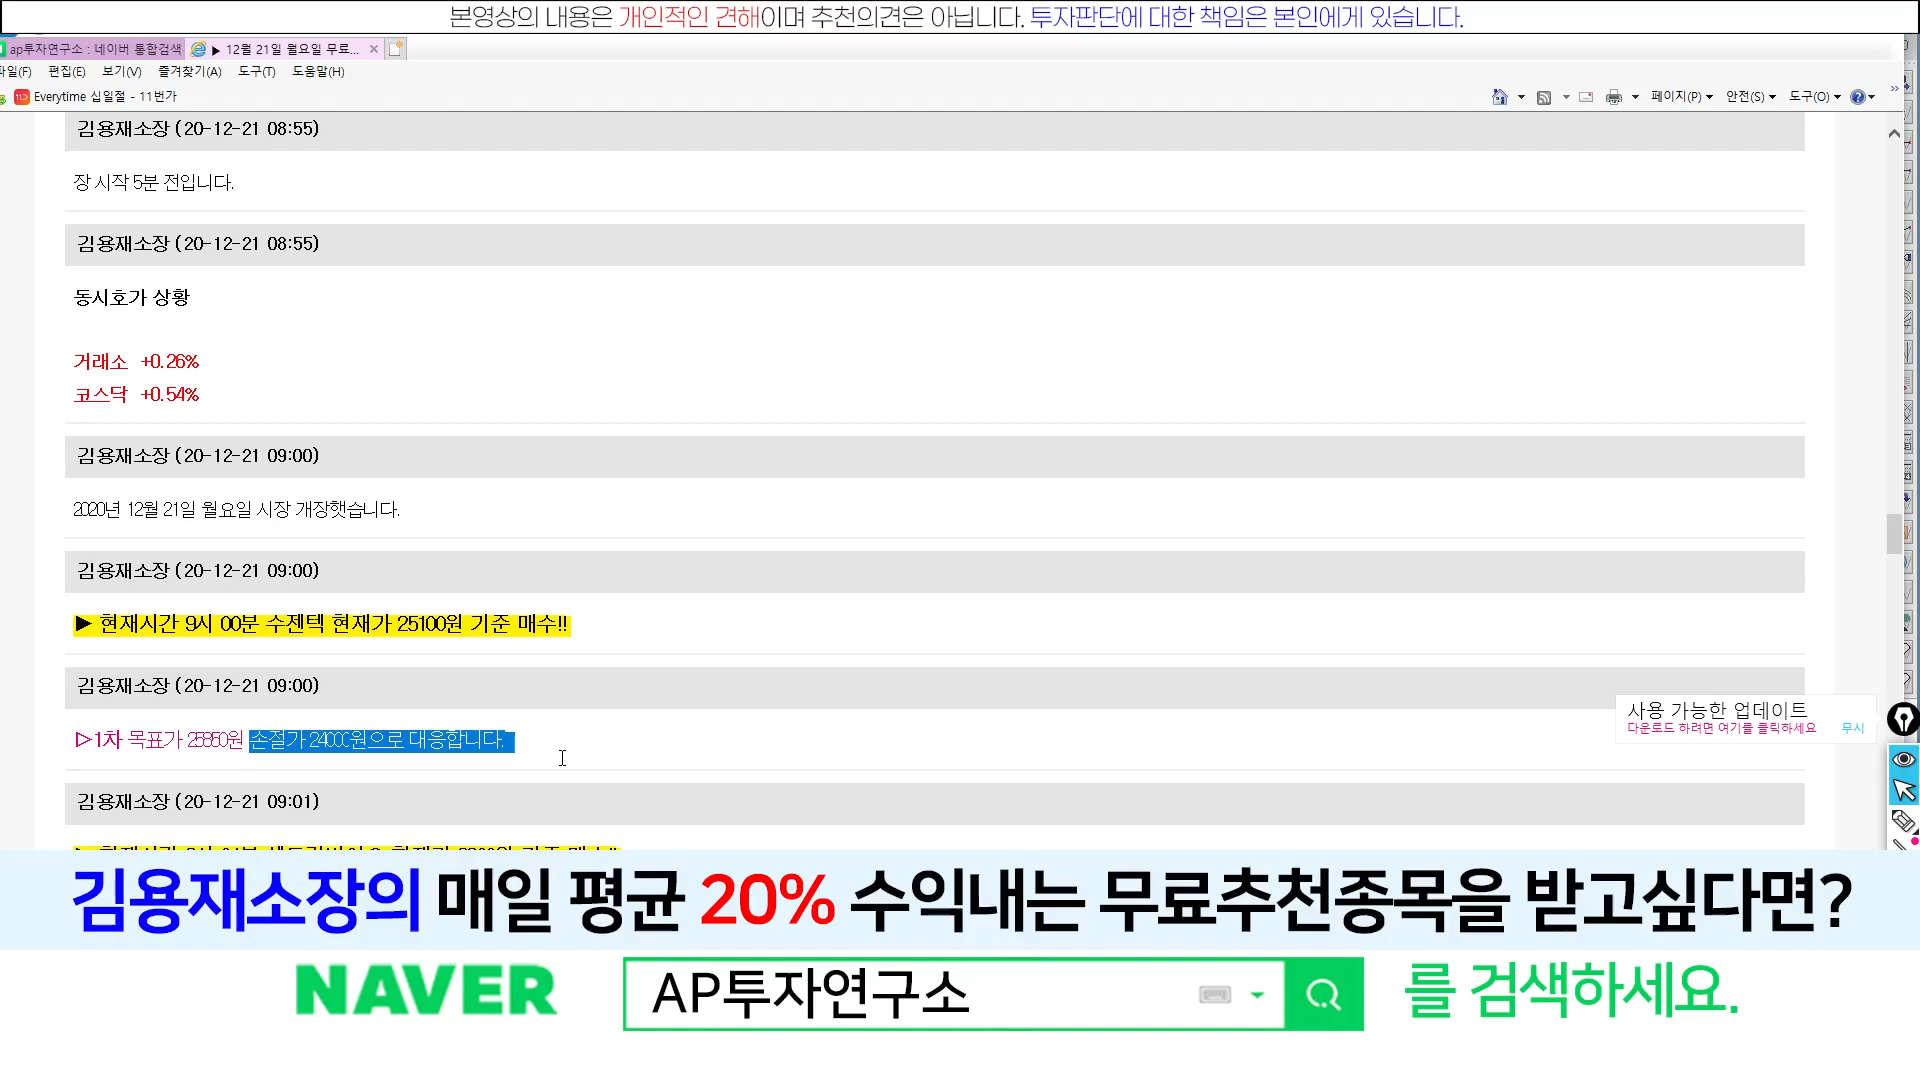 본영상의 내용은 개인적인 견해이며 추천의견은 아닙니다. 투자판단에 대한 책임은 본인에게 있습니다.
ap투자연구소 : 네이버 통합검색
▶ 12월 21일 월요일 무료...
파일(F) 편집(E) 보기(V) 즐겨찾기(A) 도구(T) 도움말(H)
Everytime 십일절 - 11번가
페이지(P) 안전(S) 도구(O)
김용재소장 (20-12-21 08:55)
장 시작 5분 전입니다.
김용재소장 (20-12-21 08:55)
동시호가 상황
거래소 +0.26%
코스닥 +0.54%
김용재소장 (20-12-21 09:00)
2020년 12월 21일 월요일 시장 개장했습니다.
김용재소장 (20-12-21 09:00)
▶ 현재시간 9시 00분 수젠텍 현재가 25100원 기준 매수!!
김용재소장 (20-12-21 09:00)
▷1차 목표가 25850원 손절가 24000원으로 대응합니다.
사용 가능한 업데이트
다운로드 하려면 여기를 클릭하세요 무시
김용재소장 (20-12-21 09:01)
김용재소장의 매일 평균 20% 수익내는 무료추천종목을 받고싶다면?
NAVER AP투자연구소 를 검색하세요.